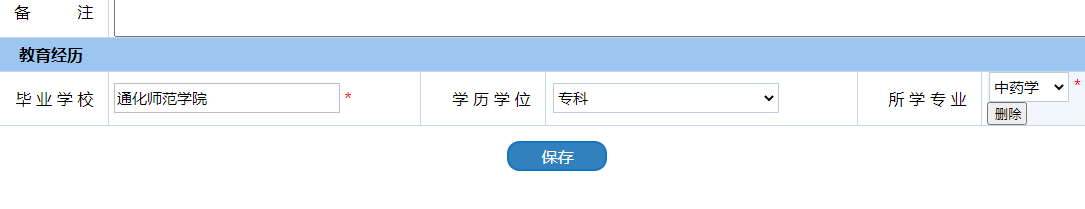 备 注
教育经历
毕 业 学 校 通化师范学院 * 学 历 学 位 专科 所 学 专 业 中药学 *
删除
保存